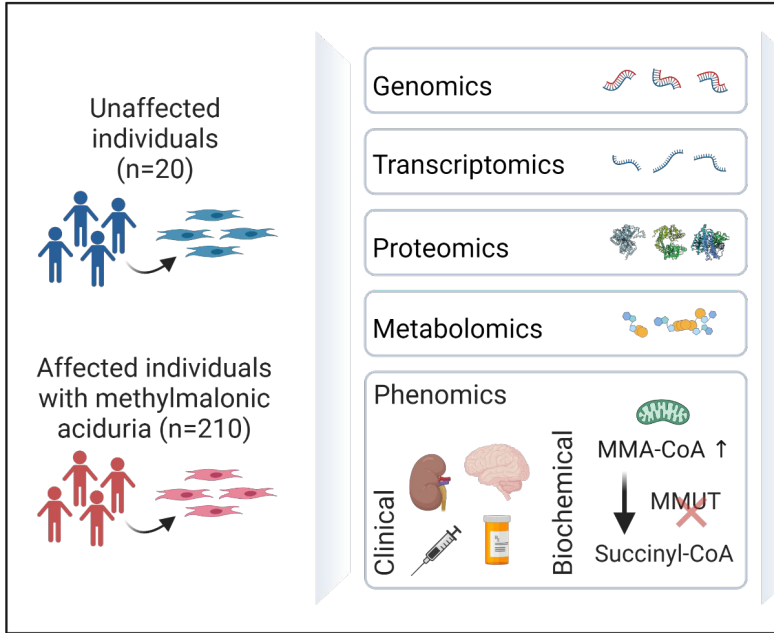 Unaffected
individuals
(n=20)
Affected individuals
with methylmalonic
aciduria (n=210)
Genomics
Transcriptomics
Proteomics
Metabolomics
Phenomics
Clinical
Biochemical
MMA-CoA ↑
MMUT
Succinyl-CoA